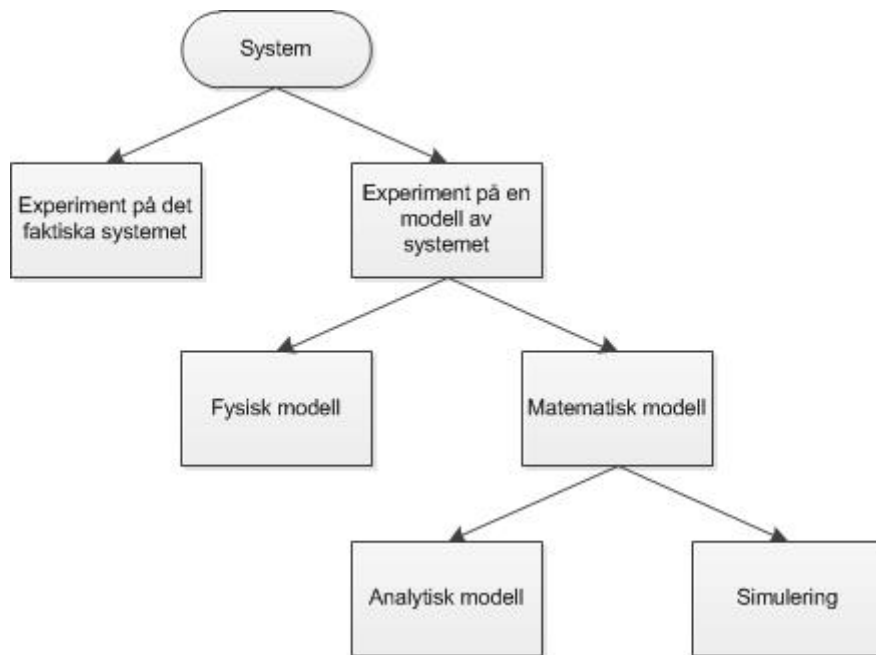 System
Experiment på det
faktiska systemet
Experiment på en
modell av
systemet
Fysisk modell
Matematisk modell
Analytisk modell
Simulering